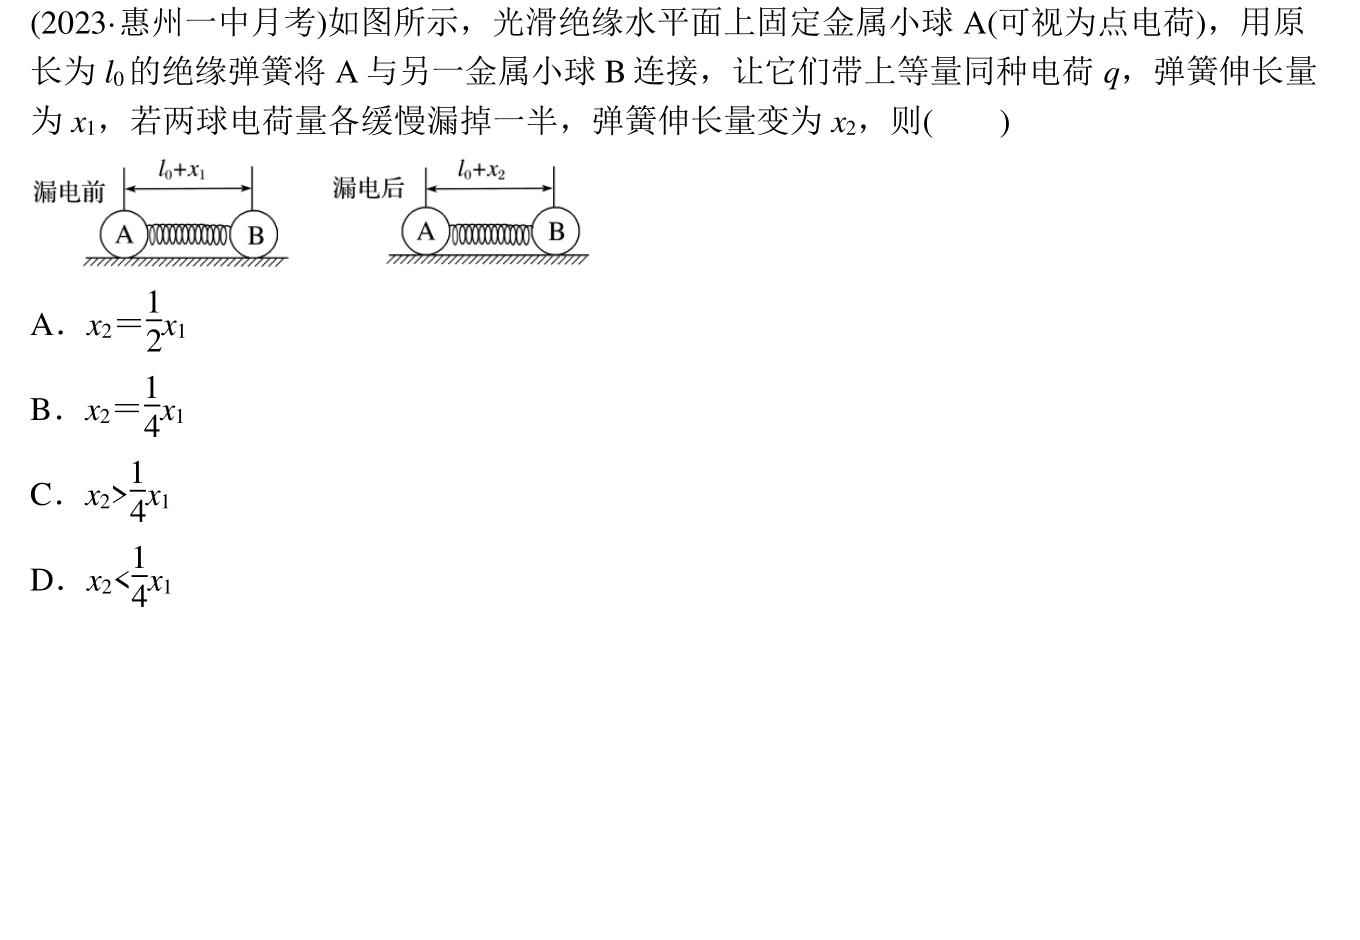 (2023·惠州一中月考)如图所示，光滑绝缘水平面上固定金属小球 A(可视为点电荷)，用原
长为 l₀的绝缘弹簧将 A 与另一金属小球 B 连接，让它们带上等量同种电荷 q，弹簧伸长量
为 x₁，若两球电荷量各缓慢漏掉一半，弹簧伸长量变为 x₂，则(　　)
漏电前 l₀+x₁ A B
漏电后 l₀+x₂ A B
A．x₂＝1/2x₁
B．x₂＝1/4x₁
C．x₂>1/4x₁
D．x₂<1/4x₁